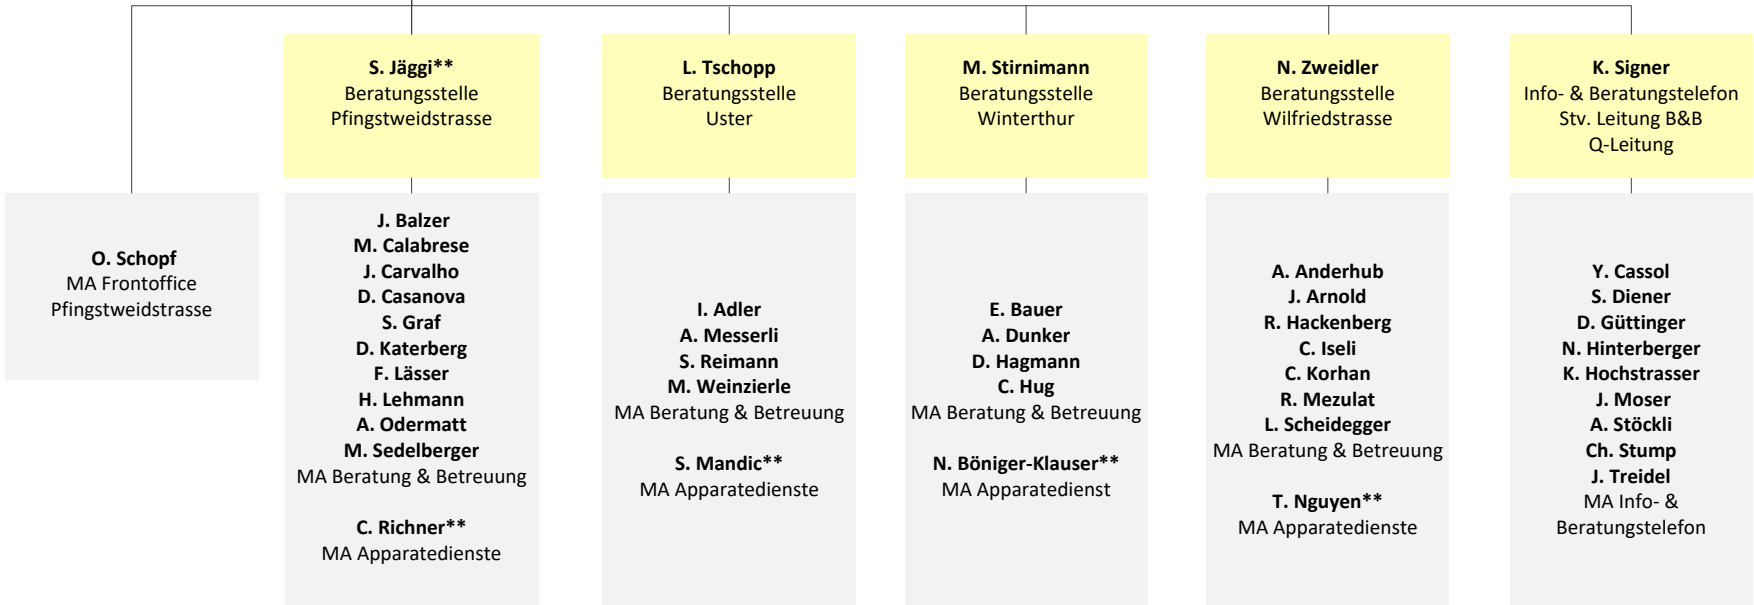 S. Jäggi**
Beratungsstelle
Pfingstweidstrasse
L. Tschopp
Beratungsstelle
Uster
M. Stirnimann
Beratungsstelle
Winterthur
N. Zweidler
Beratungsstelle
Wilfriedstrasse
K. Signer
Info- & Beratungstelefon
Stv. Leitung B&B
Q-Leitung
O. Schopf
MA Frontoffice
Pfingstweidstrasse
J. Balzer
M. Calabrese
J. Carvalho
D. Casanova
S. Graf
D. Katerberg
F. Lässer
H. Lehmann
A. Odermatt
M. Sedelberger
MA Beratung & Betreuung
C. Richner**
MA Apparatedienste
I. Adler
A. Messerli
S. Reimann
M. Weinzierle
MA Beratung & Betreuung
S. Mandic**
MA Apparatedienste
E. Bauer
A. Dunker
D. Hagmann
C. Hug
MA Beratung & Betreuung
N. Böniger-Klauser**
MA Apparatedienst
A. Anderhub
J. Arnold
R. Hackenberg
C. Iseli
C. Korhan
R. Mezulat
L. Scheidegger
MA Beratung & Betreuung
T. Nguyen**
MA Apparatedienste
Y. Cassol
S. Diener
D. Güttinger
N. Hinterberger
K. Hochstrasser
J. Moser
A. Stöckli
Ch. Stump
J. Treidel
MA Info- &
Beratungstelefon